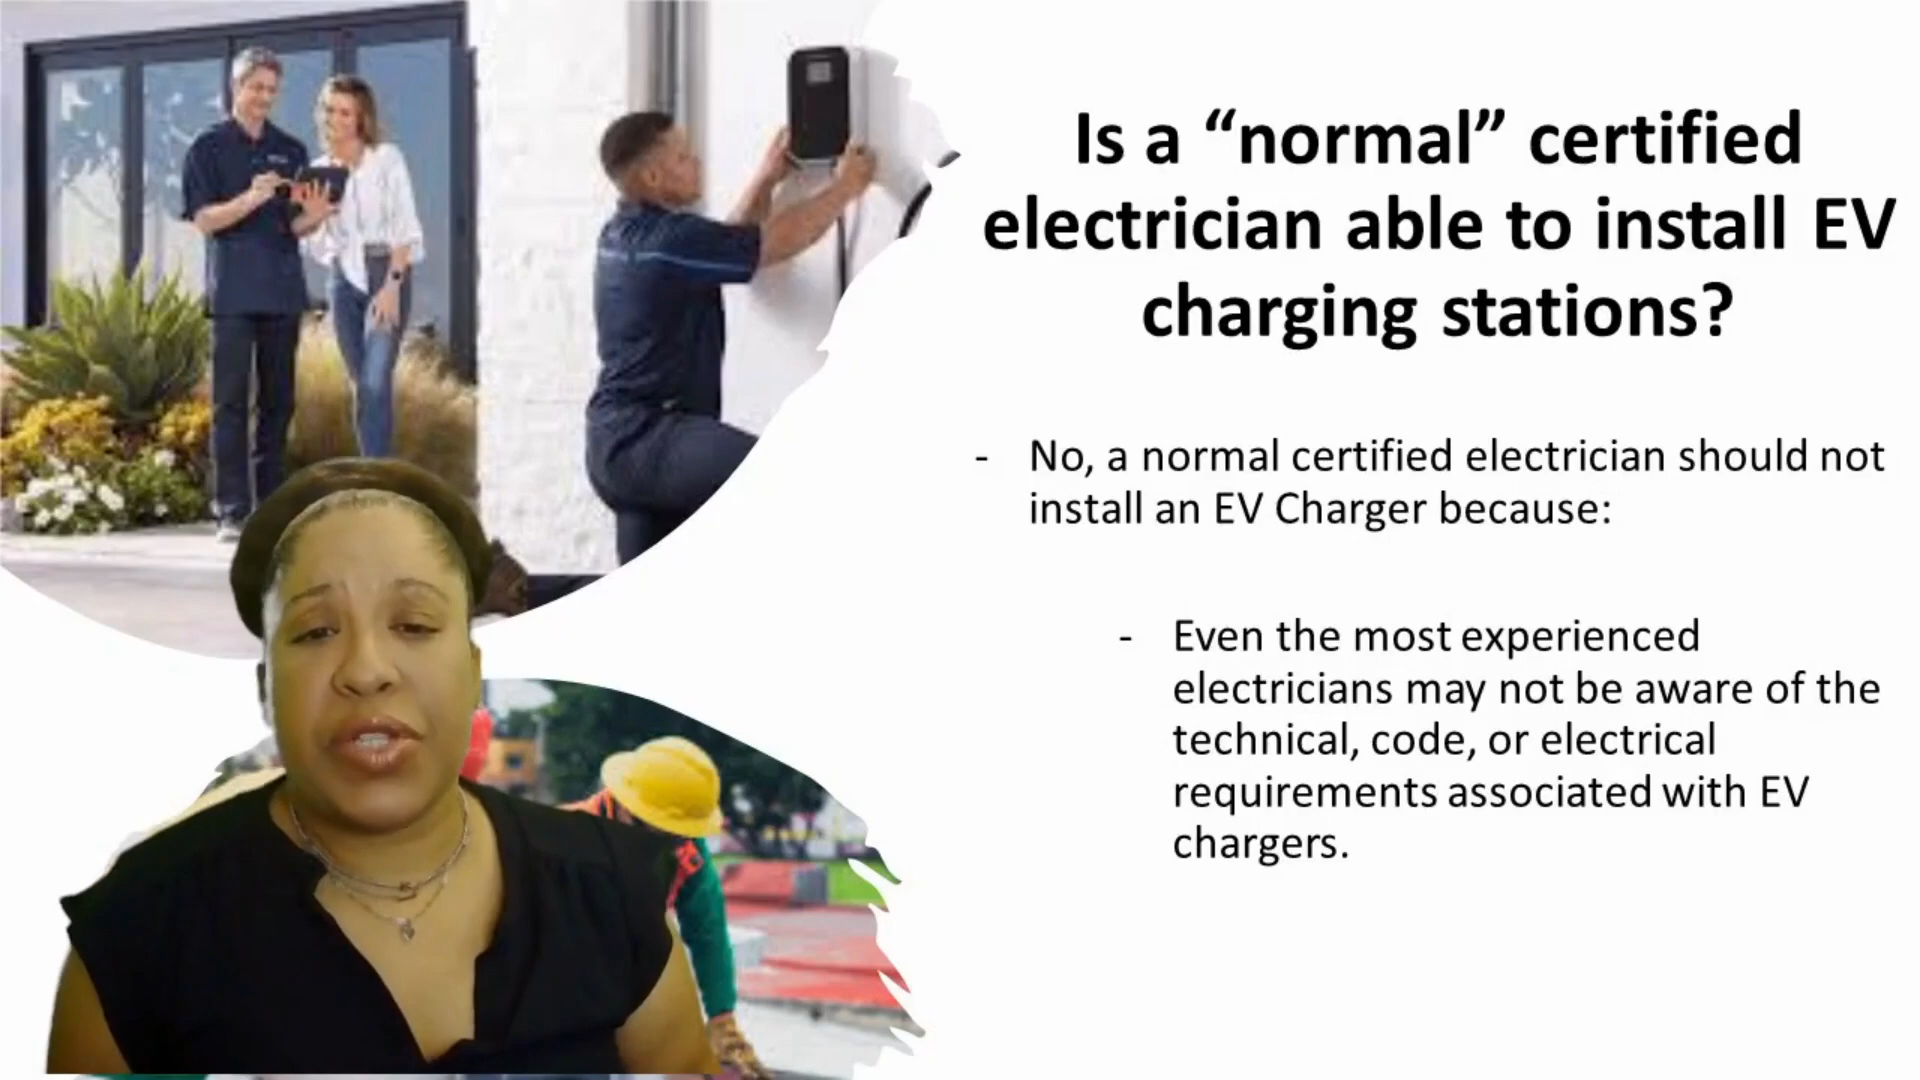 Is a “normal” certified
electrician able to install EV
charging stations?
- No, a normal certified electrician should not
install an EV Charger because:
- Even the most experienced
electricians may not be aware of the
technical, code, or electrical
requirements associated with EV
chargers.